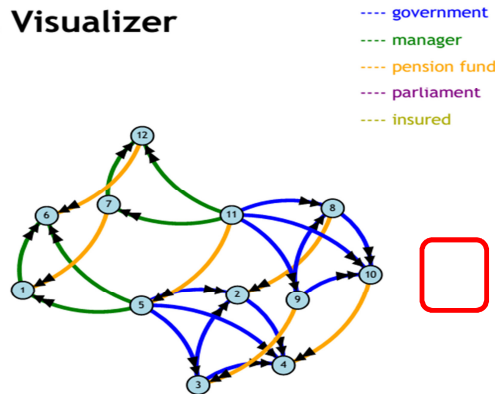 Visualizer
---- government
---- manager
---- pension fund
---- parliament
---- insured
12
6
7
11
8
1
5
2
9
10
3
4